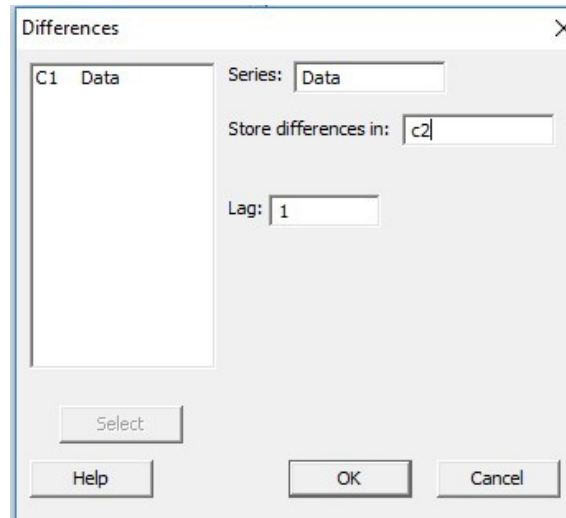 Differences
C1 Data
Series: Data
Store differences in: c2
Lag: 1
Select
Help
OK
Cancel